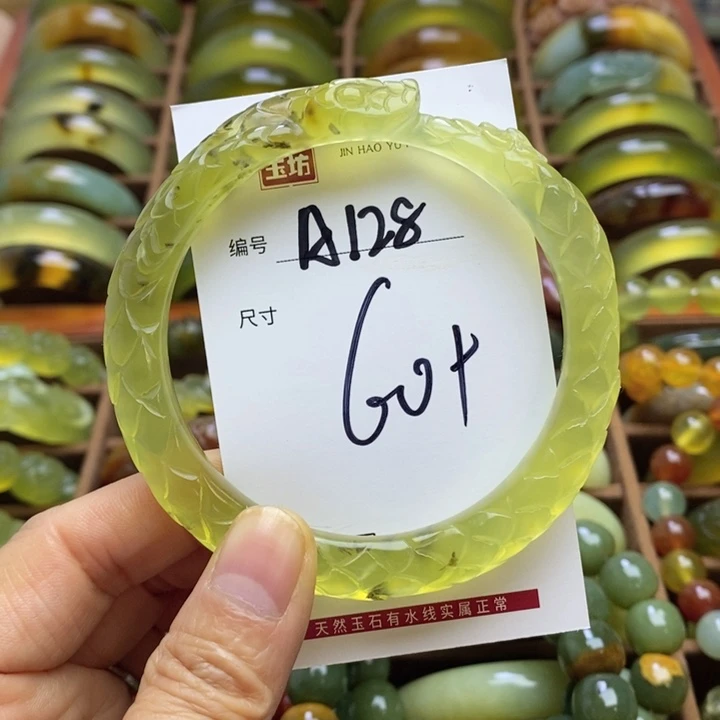 玉坊
JIN HAO YU
编号 A128
尺寸 60+
天然玉石有水线实属正常